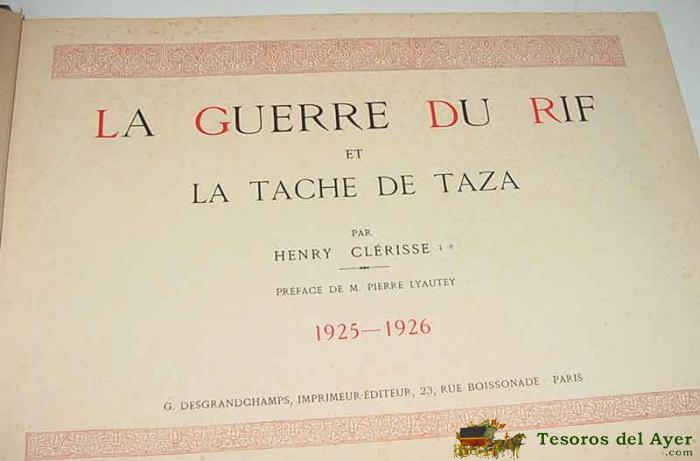 LA GUERRE DU RIF
ET
LA TACHE DE TAZA
PAR
HENRY CLÉRISSE
PRÉFACE DE M. PIERRE LYAUTEY
1925—1926
G. DESGRANDCHAMPS, IMPRIMEUR-ÉDITEUR, 23, RUE BOISSONADE - PARIS
Tesoros del Ayer
.com